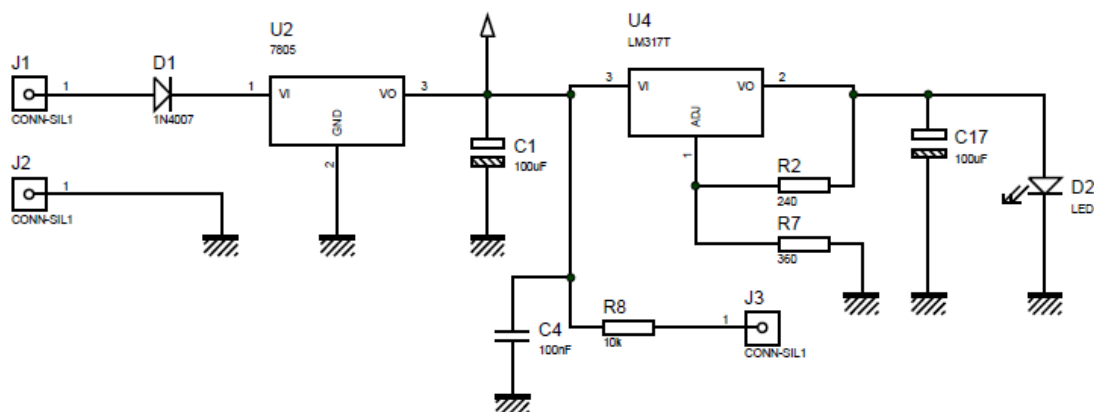 J1
1
CONN-SIL1
D1
1N4007
U2
7805
1
VI
VO
3
GND
2
C1
100uF
U4
LM317T
3
VI
VO
2
ADJ
1
R2
240
R7
360
C17
100uF
D2
LED
J2
1
CONN-SIL1
C4
100nF
R8
10k
J3
1
CONN-SIL1